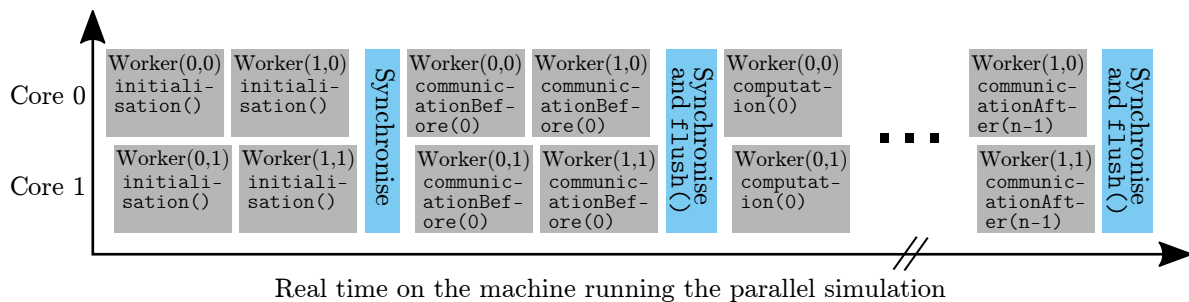 Core 0
Worker(0,0)
initiali-
sation()
Worker(1,0)
initiali-
sation()
Synchronise
Worker(0,0)
communic-
ationBef-
ore(0)
Worker(1,0)
communic-
ationBef-
ore(0)
Synchronise
and flush()
Worker(0,0)
computat-
ion(0)
...
Worker(1,0)
communic-
ationAft-
er(n-1)
Synchronise
and flush()
Core 1
Worker(0,1)
initiali-
sation()
Worker(1,1)
initiali-
sation()
Worker(0,1)
communic-
ationBef-
ore(0)
Worker(1,1)
communic-
ationBef-
ore(0)
Worker(0,1)
computat-
ion(0)
Worker(1,1)
communic-
ationAft-
er(n-1)
Real time on the machine running the parallel simulation